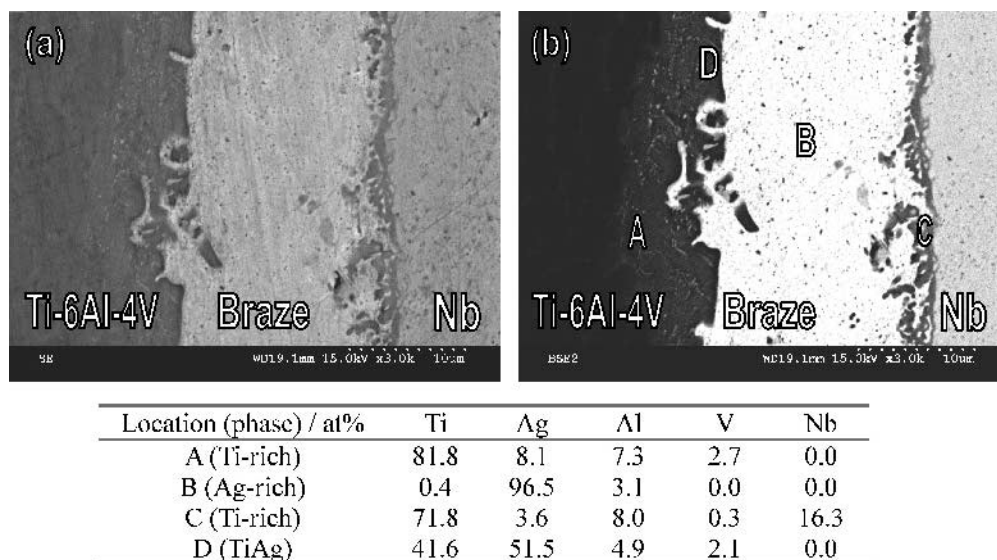 (a)
Ti-6Al-4V
Braze
Nb
SE WD19.1mm 15.0kV x3.0k 10um
(b)
D
B
A
C
Ti-6Al-4V
Braze
Nb
BSE2 WD19.1mm 15.0kV x3.0k 10um
Location (phase) / at% Ti Ag Al V Nb
A (Ti-rich) 81.8 8.1 7.3 2.7 0.0
B (Ag-rich) 0.4 96.5 3.1 0.0 0.0
C (Ti-rich) 71.8 3.6 8.0 0.3 16.3
D (TiAg) 41.6 51.5 4.9 2.1 0.0